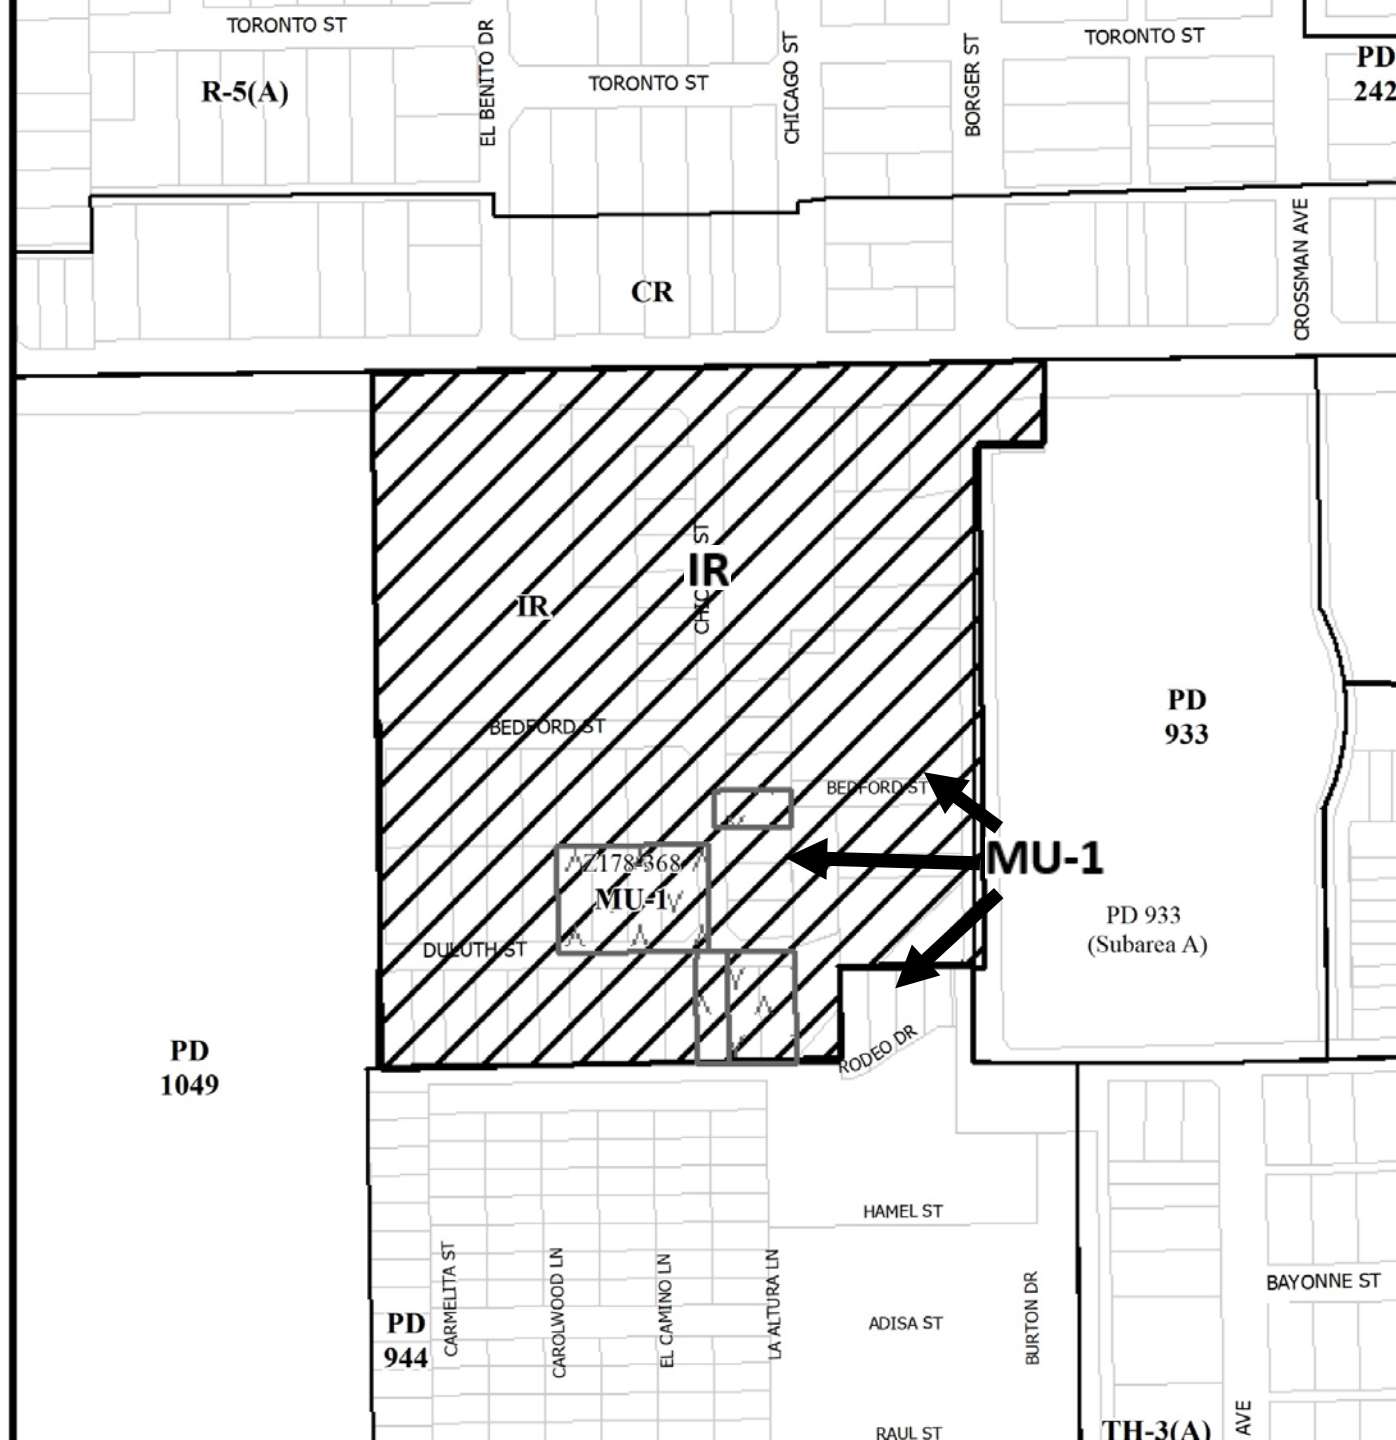 TORONTO ST
EL BENITO DR
TORONTO ST
CHICAGO ST
BORGER ST
TORONTO ST
PD
242
R-5(A)
CROSSMAN AVE
CR
ST
IR
IR
BEDFORD ST
BEDFORD ST
PD
933
MU-1
Z178-368
MU-1
PD 933
(Subarea A)
DULUTH ST
RODEO DR
PD
1049
HAMEL ST
CARMELITA ST
CAROLWOOD LN
EL CAMINO LN
LA ALTURA LN
BURTON DR
BAYONNE ST
ADISA ST
PD
944
RAUL ST
TH-3(A)
AVE